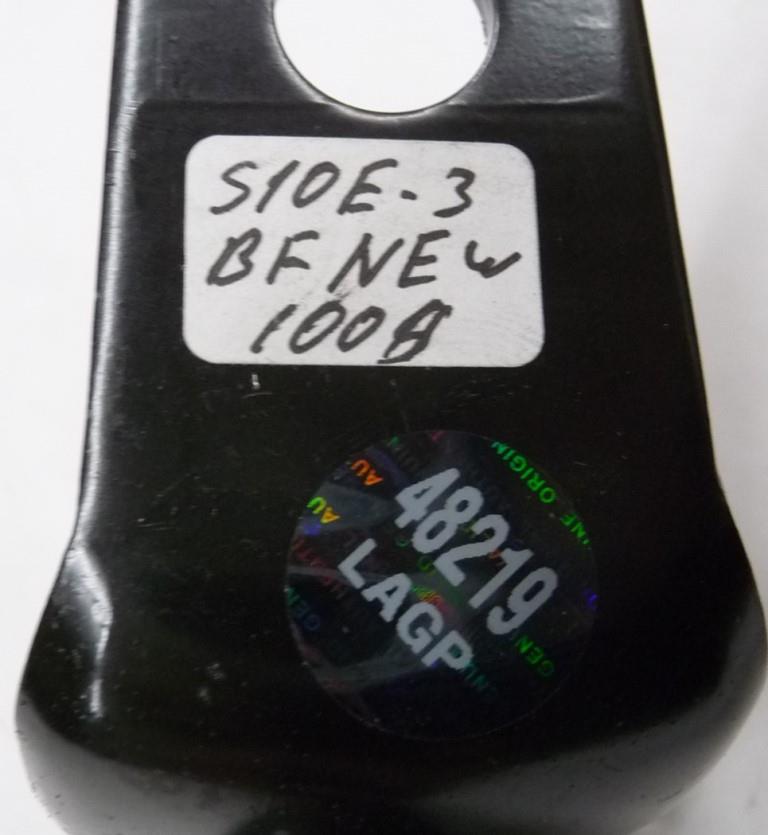 S10E-3
BF NEW
100B
48219
LAGP